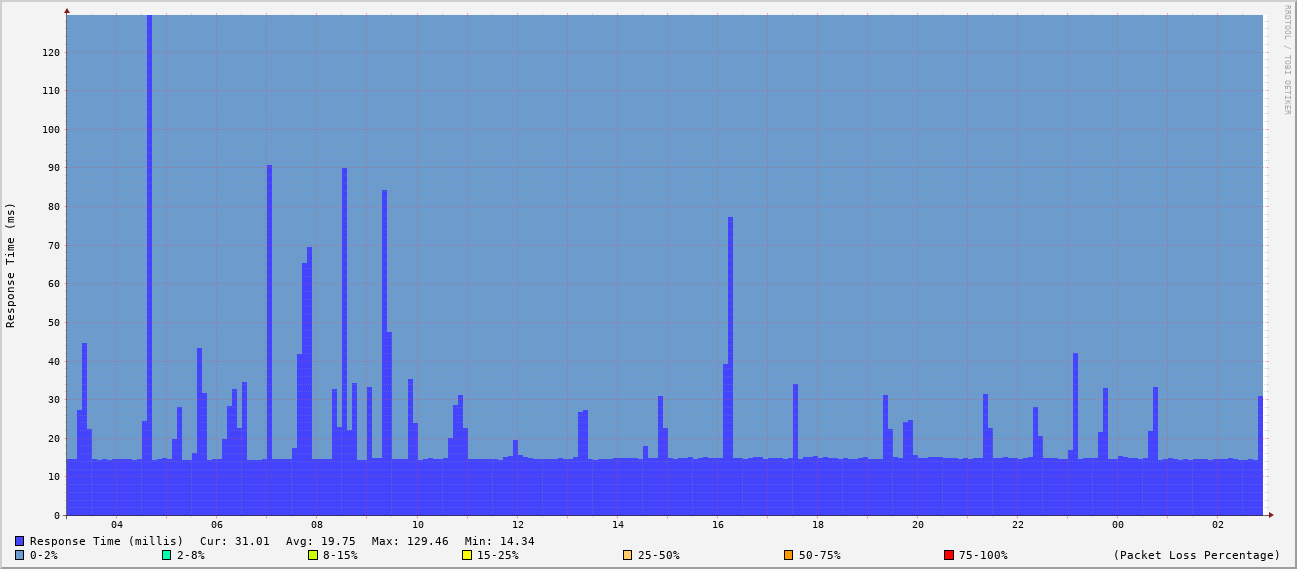 RRDTOOL / TOBI OETIKER
Response Time (ms)
120
110
100
90
80
70
60
50
40
30
20
10
0
04 06 08 10 12 14 16 18 20 22 00 02
Response Time (millis) Cur: 31.01 Avg: 19.75 Max: 129.46 Min: 14.34
0-2% 2-8% 8-15% 15-25% 25-50% 50-75% 75-100% (Packet Loss Percentage)